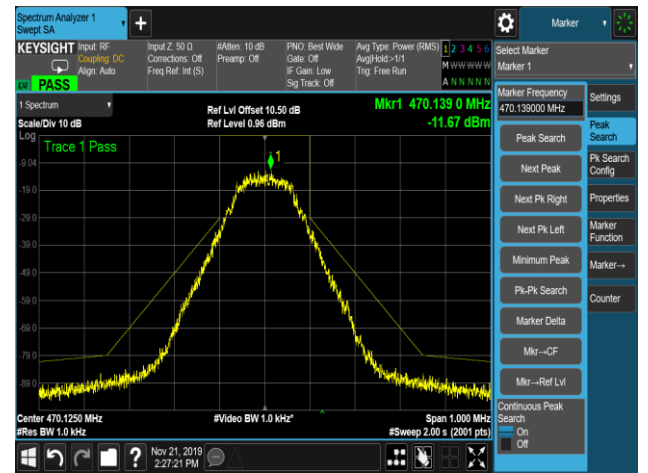 Spectrum Analyzer 1
Swept SA
+
Marker
KEYSIGHT
Input: RF
Coupling: DC
Align: Auto
Input Z: 50 Ω
Corrections: Off
Freq Ref: Int (S)
#Atten: 10 dB
Preamp: Off
PNO: Best Wide
Gate: Off
IF Gain: Low
Sig Track: Off
Avg Type: Power (RMS)
Avg|Hold:>1/1
Trig: Free Run
1 2 3 4 5 6
M W W W W W
A N N N N N
PASS
Select Marker
Marker 1
1 Spectrum
Scale/Div 10 dB
Log
Ref Lvl Offset 10.50 dB
Ref Level 0.96 dBm
Mkr1 470.139 0 MHz
-11.67 dBm
Trace 1 Pass
1
-9.04
-19.0
-29.0
-39.0
-49.0
-59.0
-69.0
-79.0
-89.0
Center 470.1250 MHz
#Res BW 1.0 kHz
#Video BW 1.0 kHz*
Span 1.000 MHz
#Sweep 2.00 s (2001 pts)
Marker Frequency
470.139000 MHz
Peak Search
Next Peak
Next Pk Right
Next Pk Left
Minimum Peak
Pk-Pk Search
Marker Delta
Mkr→CF
Mkr→Ref Lvl
Continuous Peak
Search
On
Off
Settings
Peak
Search
Pk Search
Config
Properties
Marker
Function
Marker→
Counter
?
Nov 21, 2019
2:27:21 PM